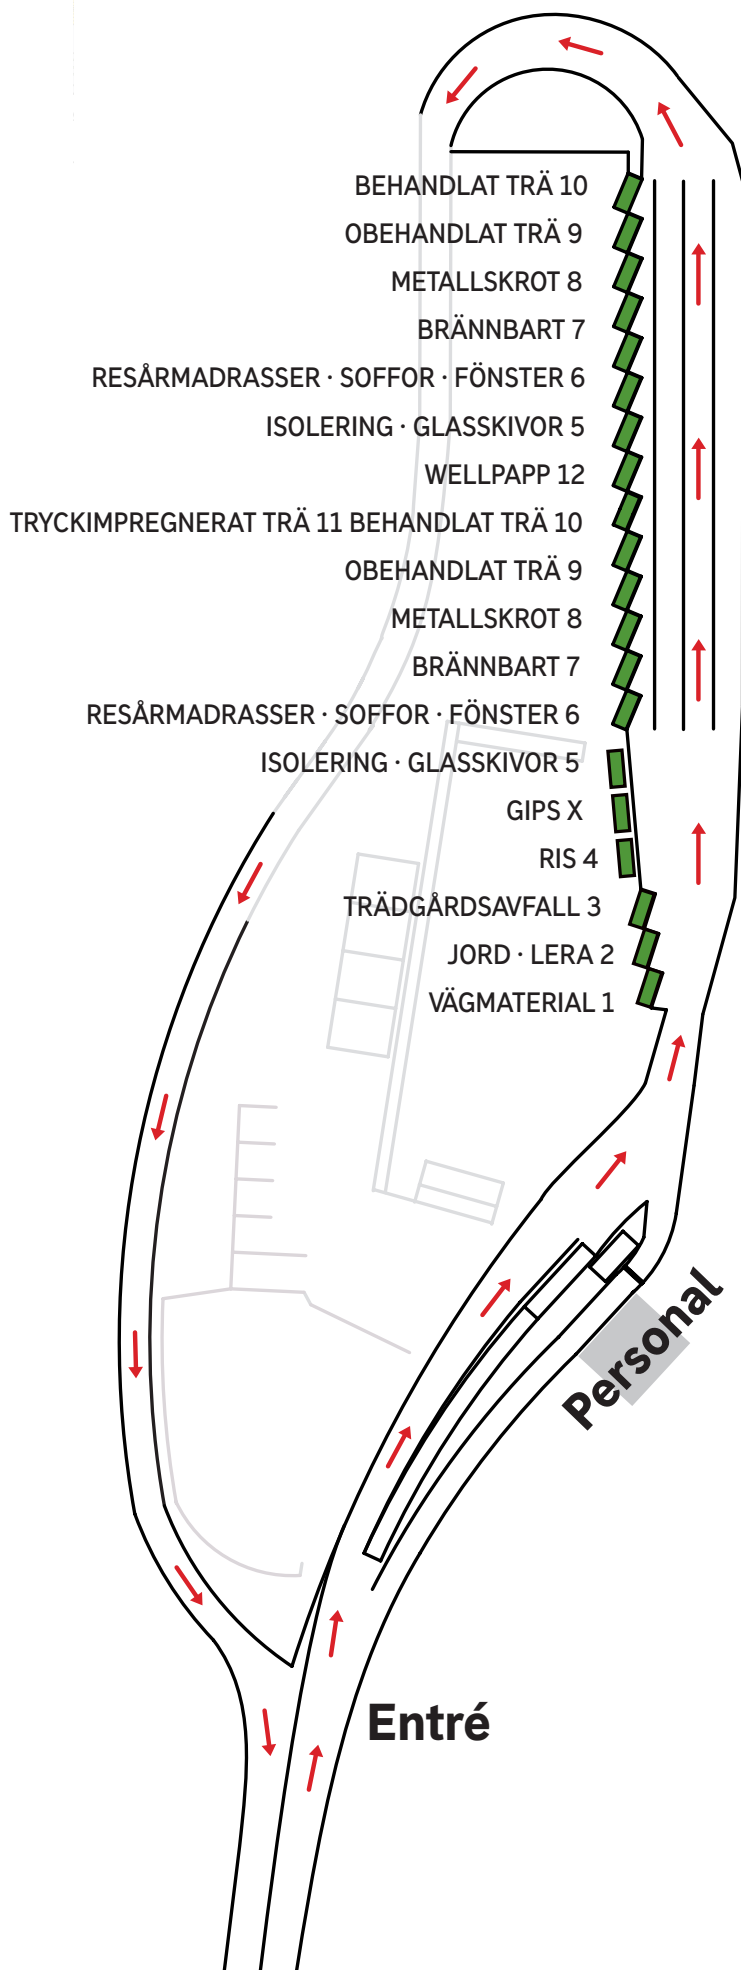 BEHANDLAT TRÄ 10
OBEHANDLAT TRÄ 9
METALLSKROT 8
BRÄNNBART 7
RESÅRMADRASSER · SOFFOR · FÖNSTER 6
ISOLERING · GLASSKIVOR 5
WELLPAPP 12
TRYCKIMPREGNERAT TRÄ 11 BEHANDLAT TRÄ 10
OBEHANDLAT TRÄ 9
METALLSKROT 8
BRÄNNBART 7
RESÅRMADRASSER · SOFFOR · FÖNSTER 6
ISOLERING · GLASSKIVOR 5
GIPS X
RIS 4
TRÄDGÅRDSAVFALL 3
JORD · LERA 2
VÄGMATERIAL 1
Personal
Entré